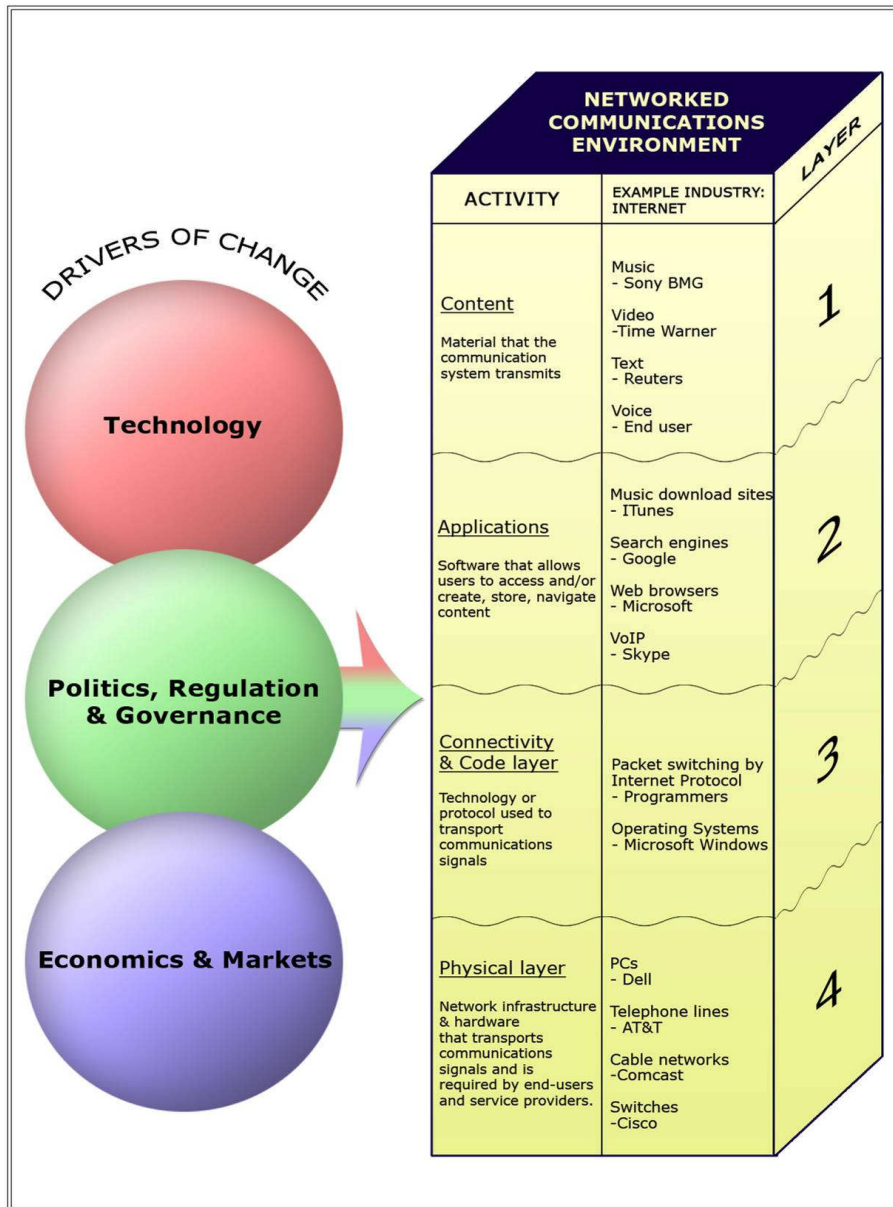 DRIVERS OF CHANGE
Technology
Politics, Regulation
& Governance
Economics & Markets
NETWORKED
COMMUNICATIONS
ENVIRONMENT
LAYER
ACTIVITY
EXAMPLE INDUSTRY:
INTERNET
Content
Material that the
communication
system transmits
Music
- Sony BMG
Video
-Time Warner
Text
- Reuters
Voice
- End user
1
Applications
Software that allows
users to access and/or
create, store, navigate
content
Music download sites
- ITunes
Search engines
- Google
Web browsers
- Microsoft
VoIP
- Skype
2
Connectivity
& Code layer
Technology or
protocol used to
transport
communications
signals
Packet switching by
Internet Protocol
- Programmers
Operating Systems
- Microsoft Windows
3
Physical layer
Network infrastructure
& hardware
that transports
communications
signals and is
required by end-users
and service providers.
PCs
- Dell
Telephone lines
- AT&T
Cable networks
-Comcast
Switches
-Cisco
4